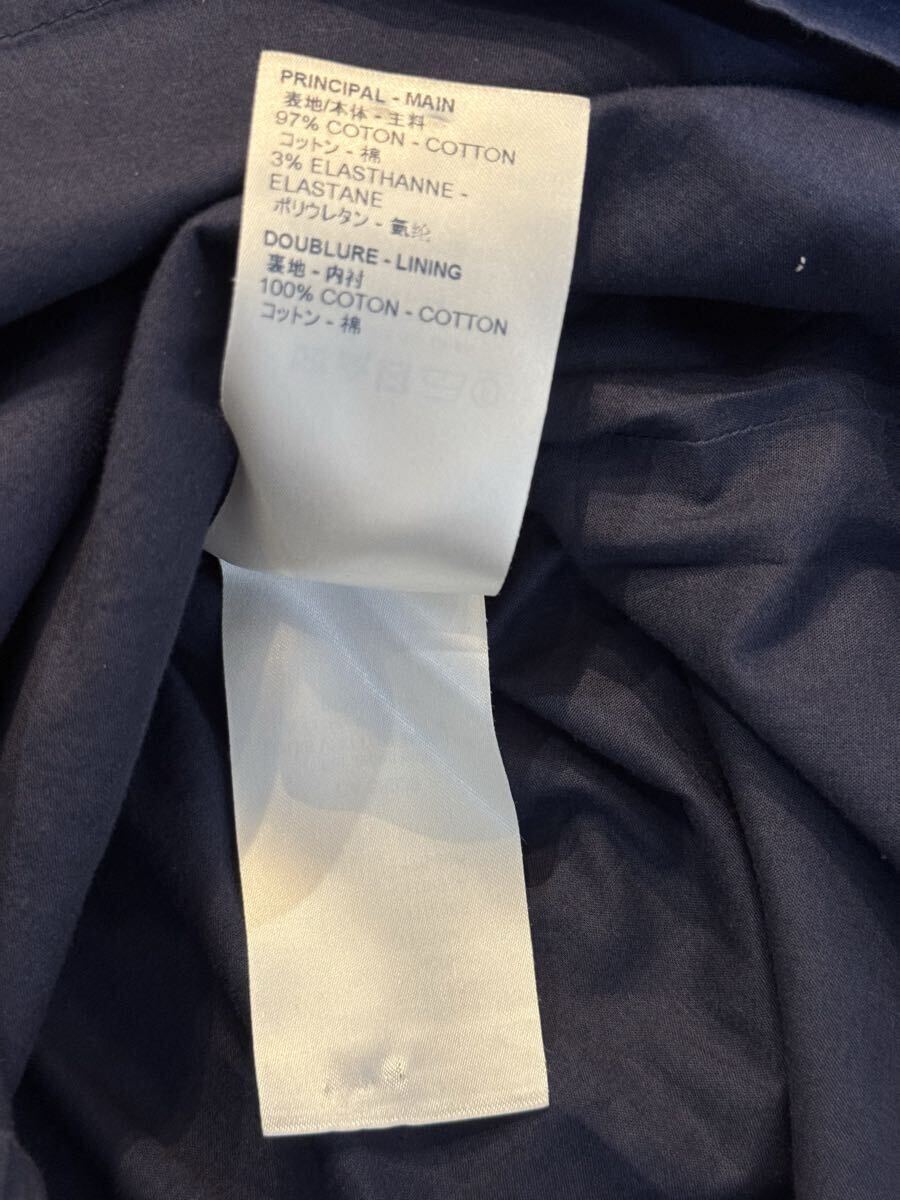 PRINCIPAL - MAIN
表地/本体 - 主料
97% COTON - COTTON
コットン - 棉
3% ELASTHANNE -
ELASTANE
ポリウレタン - 氨纶
DOUBLURE - LINING
裏地 - 内衬
100% COTON - COTTON
コットン - 棉